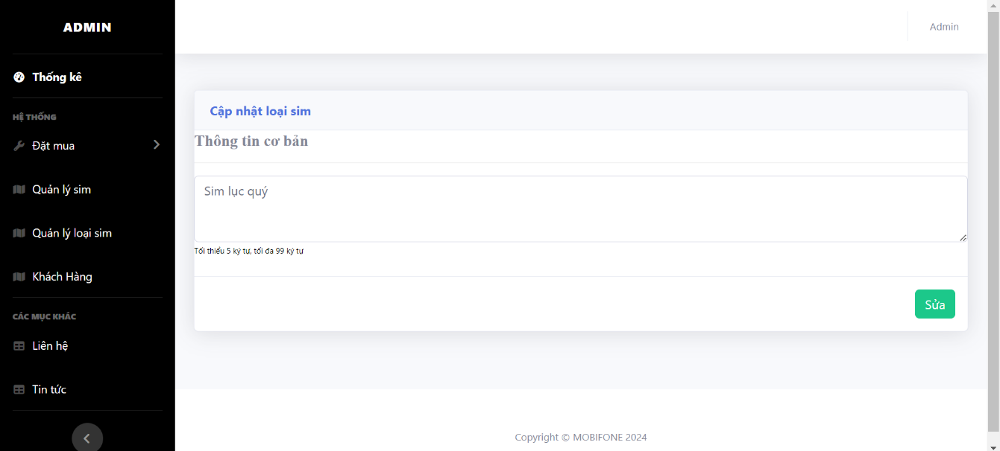 ADMIN
Thống kê
HỆ THỐNG
Đặt mua
Quản lý sim
Quản lý loại sim
Khách Hàng
CÁC MỤC KHÁC
Liên hệ
Tin tức
Admin
Cập nhật loại sim
Thông tin cơ bản
Sim lục quý
Tối thiểu 5 ký tự, tối đa 99 ký tự
Sửa
Copyright © MOBIFONE 2024